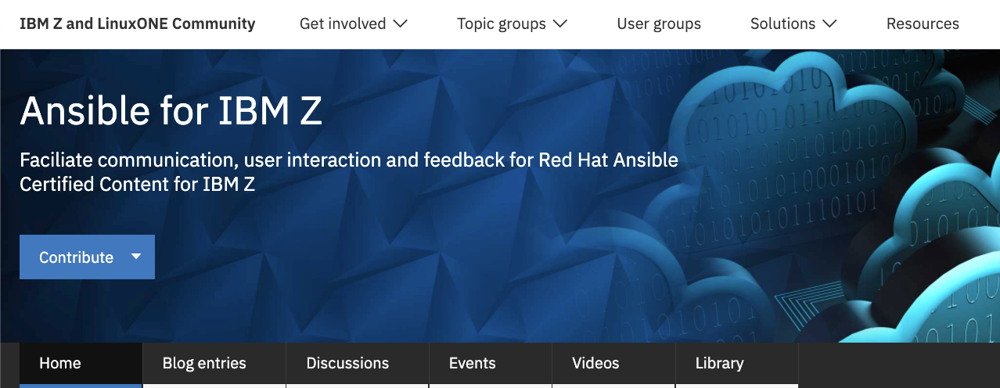 IBM Z and LinuxONE Community Get involved Topic groups User groups Solutions Resources
Ansible for IBM Z
Faciliate communication, user interaction and feedback for Red Hat Ansible
Certified Content for IBM Z
Contribute
Home Blog entries Discussions Events Videos Library